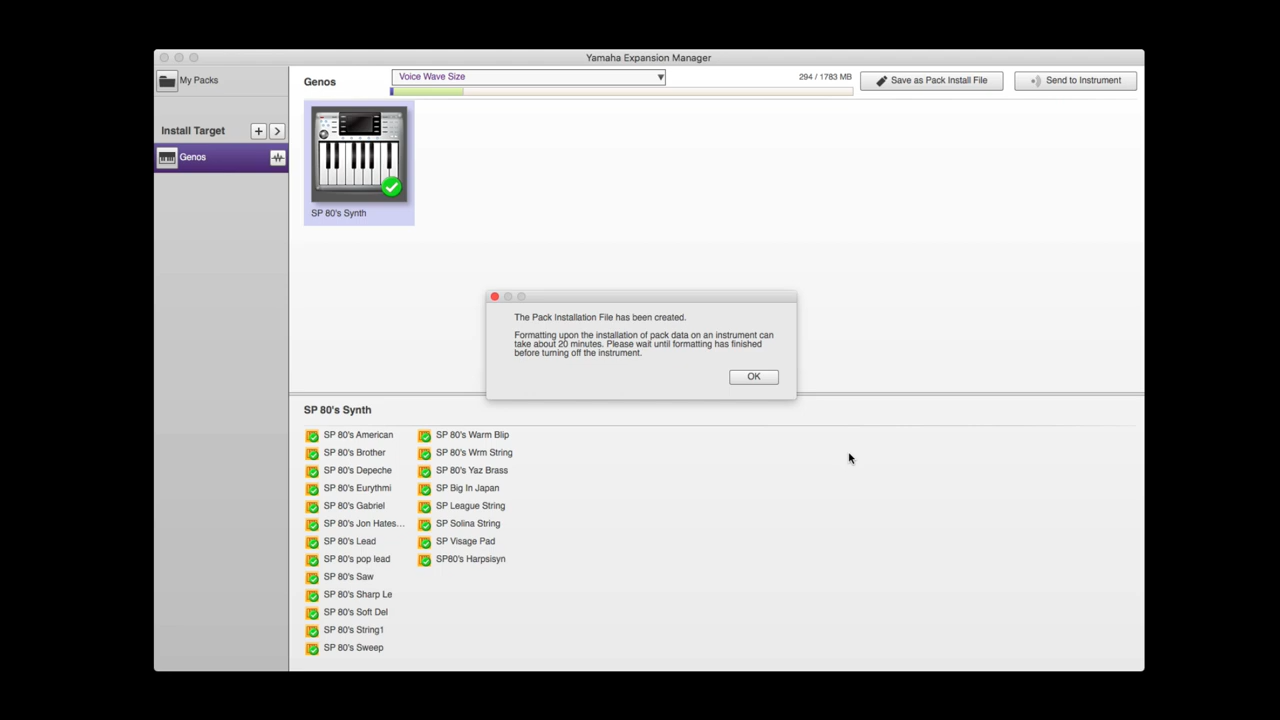 Yamaha Expansion Manager
My Packs
Genos
Voice Wave Size
294 / 1783 MB
Save as Pack Install File
Send to Instrument
Install Target
Genos
SP 80's Synth
The Pack Installation File has been created.
Formatting upon the installation of pack data on an instrument can
take about 20 minutes. Please wait until formatting has finished
before turning off the instrument.
OK
SP 80's Synth
SP 80's American
SP 80's Brother
SP 80's Depeche
SP 80's Eurythmi
SP 80's Gabriel
SP 80's Jon Hates...
SP 80's Lead
SP 80's pop lead
SP 80's Saw
SP 80's Sharp Le
SP 80's Soft Del
SP 80's String1
SP 80's Sweep
SP 80's Warm Blip
SP 80's Wrm String
SP 80's Yaz Brass
SP Big In Japan
SP League String
SP Solina String
SP Visage Pad
SP80's Harpsisyn